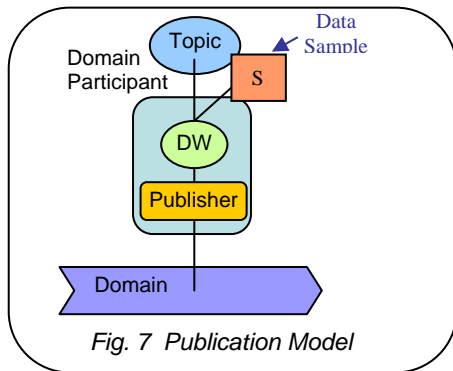 Data
Sample
Topic
Domain
Participant
S
DW
Publisher
Domain
Fig. 7 Publication Model